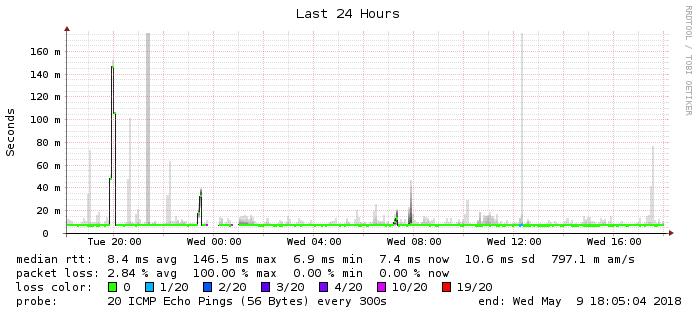 Last 24 Hours
RRDTOOL / TOBI OETIKER
Seconds
160 m
140 m
120 m
100 m
80 m
60 m
40 m
20 m
0
Tue 20:00 Wed 00:00 Wed 04:00 Wed 08:00 Wed 12:00 Wed 16:00
median rtt: 8.4 ms avg 146.5 ms max 6.9 ms min 7.4 ms now 10.6 ms sd 797.1 m am/s
packet loss: 2.84 % avg 100.00 % max 0.00 % min 0.00 % now
loss color: 0 1/20 2/20 3/20 4/20 10/20 19/20
probe: 20 ICMP Echo Pings (56 Bytes) every 300s end: Wed May 9 18:05:04 2018